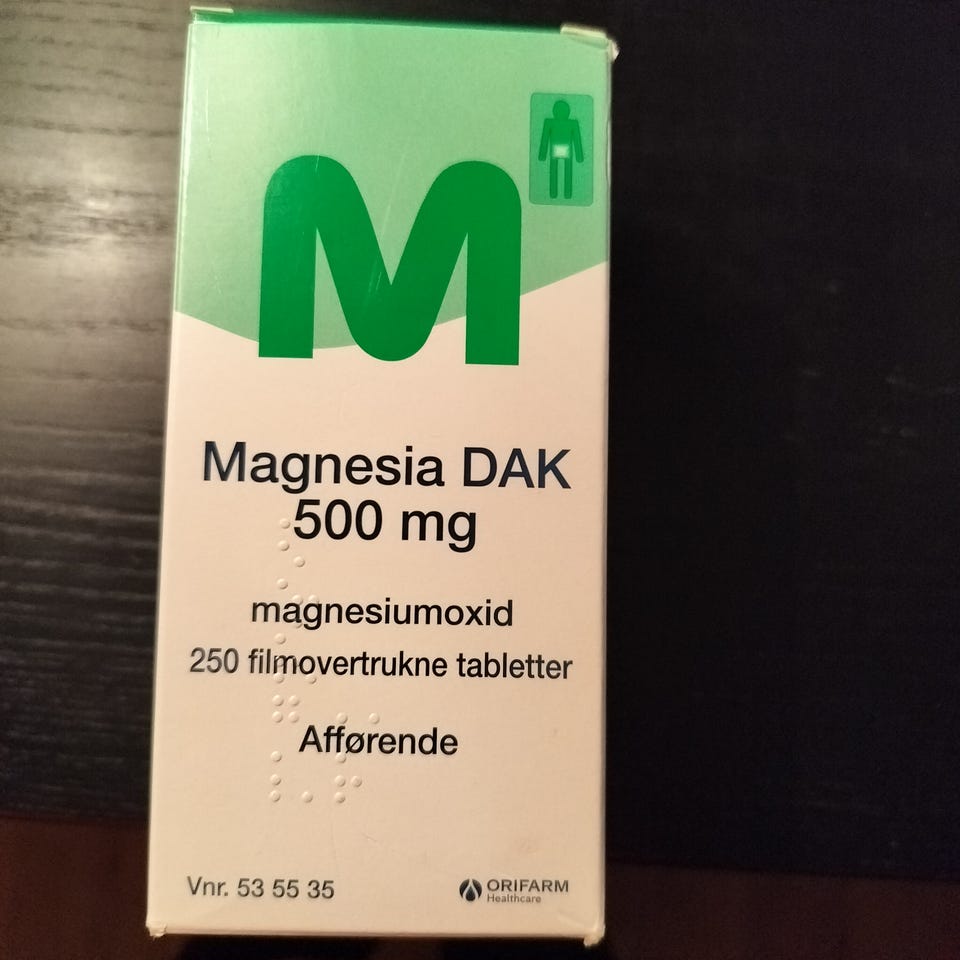 M
Magnesia DAK
500 mg
magnesiumoxid
250 filmovertrukne tabletter
Afførende
Vnr. 53 55 35
ORIFARM
Healthcare